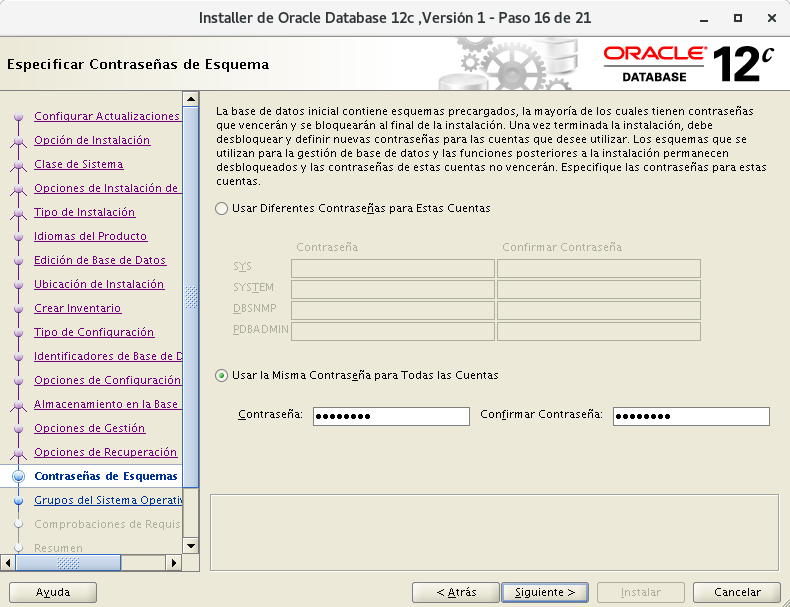 Installer de Oracle Database 12c ,Versión 1 - Paso 16 de 21
Especificar Contraseñas de Esquema
ORACLE
DATABASE
12c
Configurar Actualizaciones
Opción de Instalación
Clase de Sistema
Opciones de Instalación de
Tipo de Instalación
Idiomas del Producto
Edición de Base de Datos
Ubicación de Instalación
Crear Inventario
Tipo de Configuración
Identificadores de Base de D
Opciones de Configuración
Almacenamiento en la Base
Opciones de Gestión
Opciones de Recuperación
Contraseñas de Esquemas
Grupos del Sistema Operativ
Comprobaciones de Requis
Resumen
La base de datos inicial contiene esquemas precargados, la mayoría de los cuales tienen contraseñas
que vencerán y se bloquearán al final de la instalación. Una vez terminada la instalación, debe
desbloquear y definir nuevas contraseñas para las cuentas que desee utilizar. Los esquemas que se
utilizan para la gestión de base de datos y las funciones posteriores a la instalación permanecen
desbloqueados y las contraseñas de estas cuentas no vencerán. Especifique las contraseñas para estas
cuentas.
Usar Diferentes Contraseñas para Estas Cuentas
Contraseña Confirmar Contraseña
SYS
SYSTEM
DBSNMP
PDBADMIN
Usar la Misma Contraseña para Todas las Cuentas
Contraseña: ●●●●●●●● Confirmar Contraseña: ●●●●●●●●
Ayuda < Atrás Siguiente > Instalar Cancelar